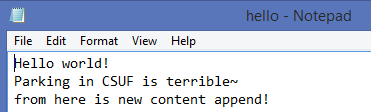 hello - Notepad
File Edit Format View Help
Hello world!
Parking in CSUF is terrible~
from here is new content append!